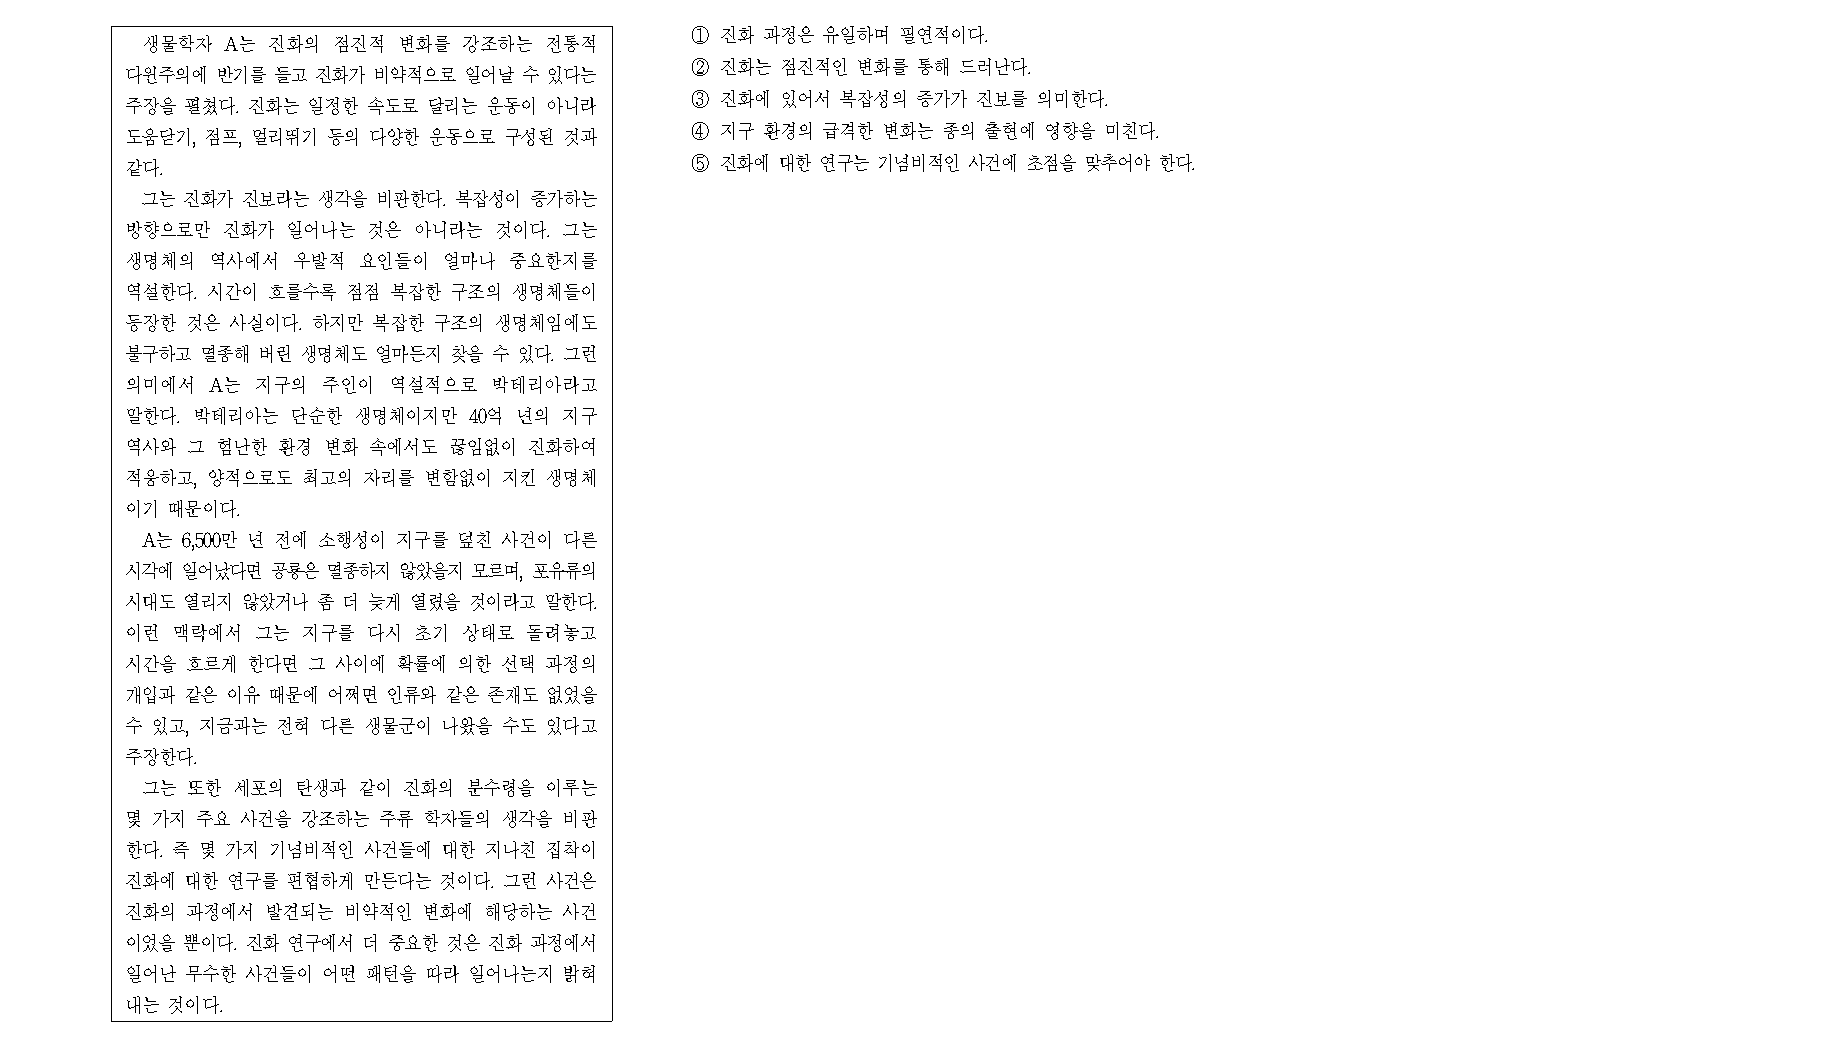 생물학자 A는 진화의 점진적 변화를 강조하는 전통적
다윈주의에 반기를 들고 진화가 비약적으로 일어날 수 있다는
주장을 펼쳤다. 진화는 일정한 속도로 달리는 운동이 아니라
도움닫기, 점프, 멀리뛰기 등의 다양한 운동으로 구성된 것과
같다.
그는 진화가 진보라는 생각을 비판한다. 복잡성이 증가하는
방향으로만 진화가 일어나는 것은 아니라는 것이다. 그는
생명체의 역사에서 우발적 요인들이 얼마나 중요한지를
역설한다. 시간이 흐를수록 점점 복잡한 구조의 생명체들이
등장한 것은 사실이다. 하지만 복잡한 구조의 생명체임에도
불구하고 멸종해 버린 생명체도 얼마든지 찾을 수 있다. 그런
의미에서 A는 지구의 주인이 역설적으로 박테리아라고
말한다. 박테리아는 단순한 생명체이지만 40억 년의 지구
역사와 그 험난한 환경 변화 속에서도 끊임없이 진화하여
적응하고, 양적으로도 최고의 자리를 변함없이 지킨 생명체
이기 때문이다.
A는 6,500만 년 전에 소행성이 지구를 덮친 사건이 다른
시각에 일어났다면 공룡은 멸종하지 않았을지 모르며, 포유류의
시대도 열리지 않았거나 좀 더 늦게 열렸을 것이라고 말한다.
이런 맥락에서 그는 지구를 다시 초기 상태로 돌려놓고
시간을 흐르게 한다면 그 사이에 확률에 의한 선택 과정의
개입과 같은 이유 때문에 어쩌면 인류와 같은 존재도 없었을
수 있고, 지금과는 전혀 다른 생물군이 나왔을 수도 있다고
주장한다.
그는 또한 세포의 탄생과 같이 진화의 분수령을 이루는
몇 가지 주요 사건을 강조하는 주류 학자들의 생각을 비판
한다. 즉 몇 가지 기념비적인 사건들에 대한 지나친 집착이
진화에 대한 연구를 편협하게 만든다는 것이다. 그런 사건은
진화의 과정에서 발견되는 비약적인 변화에 해당하는 사건
이었을 뿐이다. 진화 연구에서 더 중요한 것은 진화 과정에서
일어난 무수한 사건들이 어떤 패턴을 따라 일어나는지 밝혀
내는 것이다.
① 진화 과정은 유일하며 필연적이다.
② 진화는 점진적인 변화를 통해 드러난다.
③ 진화에 있어서 복잡성의 증가가 진보를 의미한다.
④ 지구 환경의 급격한 변화는 종의 출현에 영향을 미친다.
⑤ 진화에 대한 연구는 기념비적인 사건에 초점을 맞추어야 한다.